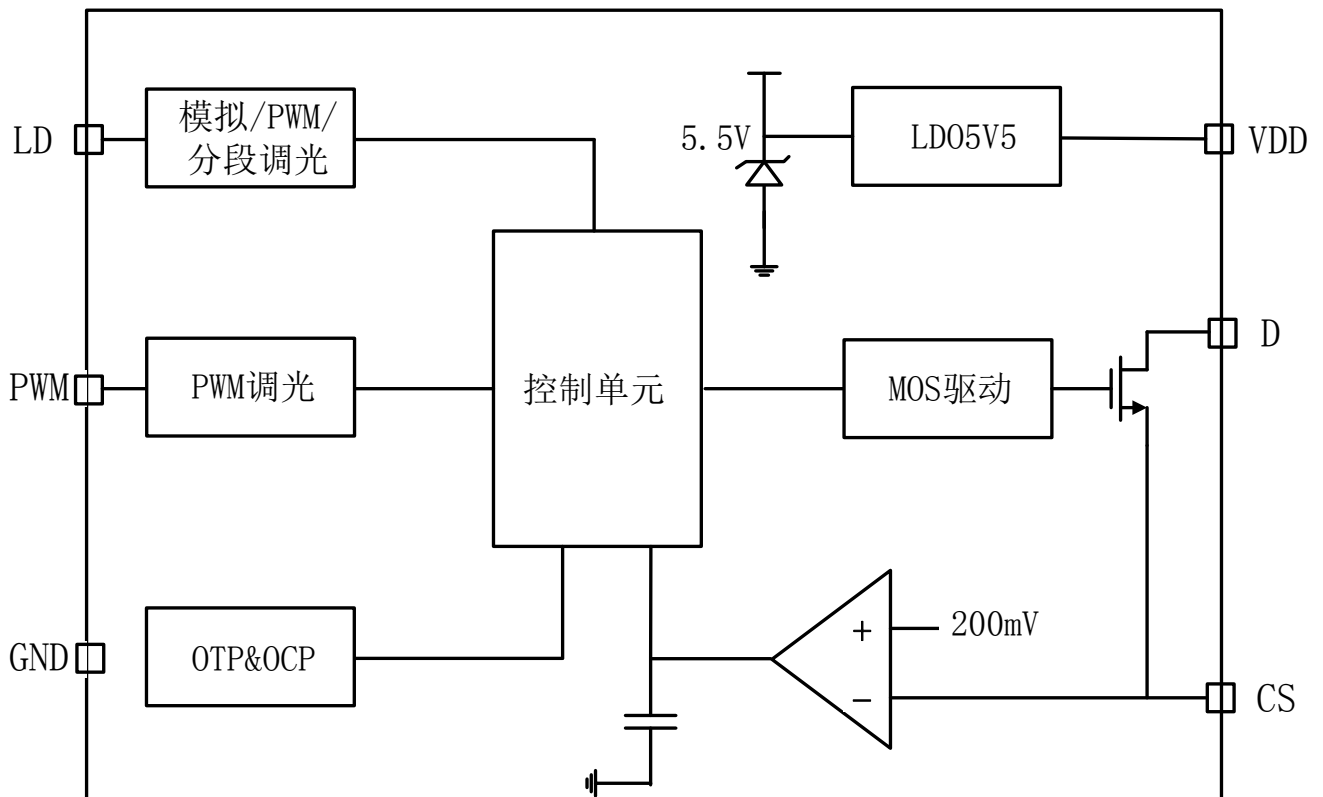 LD
模拟/PWM/
分段调光
5.5V
LDO5V5
VDD
D
PWM
PWM调光
控制单元
MOS驱动
GND
OTP&OCP
+
200mV
−
CS